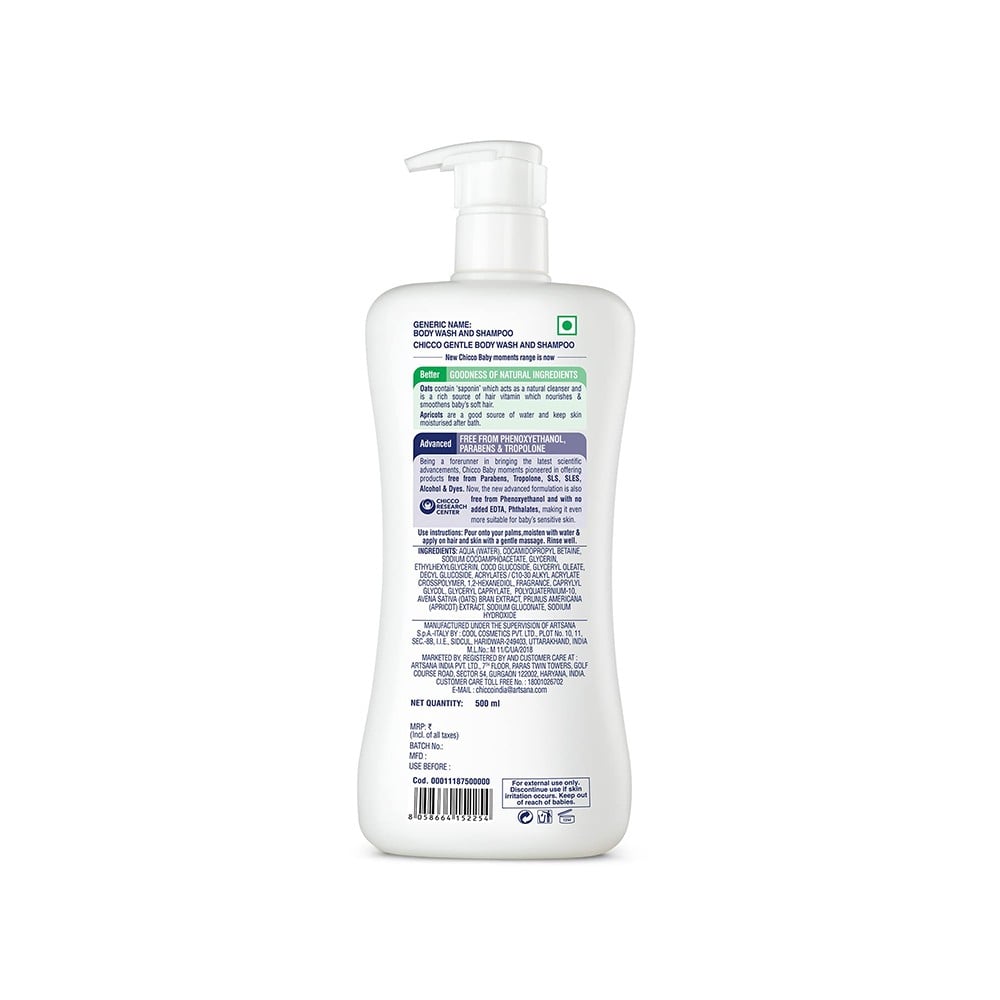 GENERIC NAME:
BODY WASH AND SHAMPOO
CHICCO GENTLE BODY WASH AND SHAMPOO
New Chicco Baby moments range is now
Better GOODNESS OF NATURAL INGREDIENTS
Oats contain 'saponin' which acts as a natural cleanser and
is a rich source of hair vitamin which nourishes &
smoothens baby's soft hair.
Apricots are a good source of water and keep skin
moisturised after bath.
Advanced FREE FROM PHENOXYETHANOL,
PARABENS & TROPOLONE
Being a forerunner in bringing the latest scientific
advancements, Chicco Baby moments pioneered in offering
products free from Parabens, Tropolone, SLS, SLES,
Alcohol & Dyes. Now, the new advanced formulation is also
free from Phenoxyethanol and with no
added EDTA, Phthalates, making it even
more suitable for baby's sensitive skin.
CHICCO
RESEARCH
CENTER
Use instructions: Pour onto your palms,moisten with water &
apply on hair and skin with a gentle massage. Rinse well.
INGREDIENTS: AQUA (WATER), COCAMIDOPROPYL BETAINE,
SODIUM COCOAMPHOACETATE, GLYCERIN,
ETHYLHEXYLGLYCERIN, COCO GLUCOSIDE, GLYCERYL OLEATE,
DECYL GLUCOSIDE, ACRYLATES / C10-30 ALKYL ACRYLATE
CROSSPOLYMER, 1,2-HEXANEDIOL, FRAGRANCE, CAPRYLYL
GLYCOL, GLYCERYL CAPRYLATE, POLYQUATERNIUM-10,
AVENA SATIVA (OATS) BRAN EXTRACT, PRUNUS AMERICANA
(APRICOT) EXTRACT, SODIUM GLUCONATE, SODIUM
HYDROXIDE
MANUFACTURED UNDER THE SUPERVISION OF ARTSANA
S.p.A.-ITALY BY : COOL COSMETICS PVT. LTD., PLOT No. 10, 11,
SEC.-8B, I.I.E., SIDCUL, HARIDWAR-249403, UTTARAKHAND, INDIA
M.L.No.: M 11/C/UA/2018
MARKETED BY, REGISTERED BY AND CUSTOMER CARE AT :
ARTSANA INDIA PVT. LTD., 7TH FLOOR, PARAS TWIN TOWERS, GOLF
COURSE ROAD, SECTOR 54, GURGAON 122002, HARYANA, INDIA.
CUSTOMER CARE TOLL FREE No. : 18001026702
E-MAIL : chiccoindia@artsana.com
NET QUANTITY: 500 ml
MRP: ₹
(Incl. of all taxes)
BATCH No.:
MFD :
USE BEFORE :
Cod. 00011187500000
8 058664 152254
For external use only.
Discontinue use if skin
irritation occurs. Keep out
of reach of babies.
12M